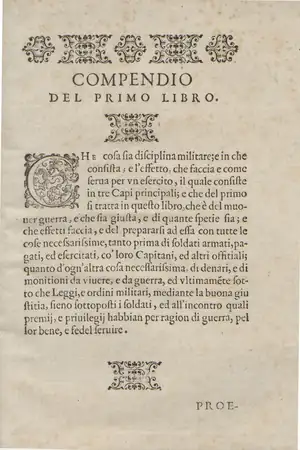 COMPENDIO
DEL PRIMO LIBRO.
CHE cosa sia disciplina militare; e in che
consista, e l'effetto, che faccia e come
serua per vn esercito, il quale consiste
in tre Capi principali; e che del primo
si tratta in questo libro, che è del muo-
uer guerra, e che sia giusta, e di quante spetie sia; e
che effetti faccia, e del prepararsi ad essa con tutte le
cose necessarissime, tanto prima di soldati armati, pa-
gati, ed esercitati, co' loro Capitani, ed altri offitiali;
quanto d'ogn'altra cosa necessarissima. di denari, e di
monitioni da viuere, e da guerra, ed vltimamẽte sot-
to che Leggi, e ordini militari, mediante la buona giu
stitia, sieno sottoposti i soldati, ed all'incontro quali
premij, e priuilegij habbian per ragion di guerra, pel
lor bene, e fedel seruire.
PROE-